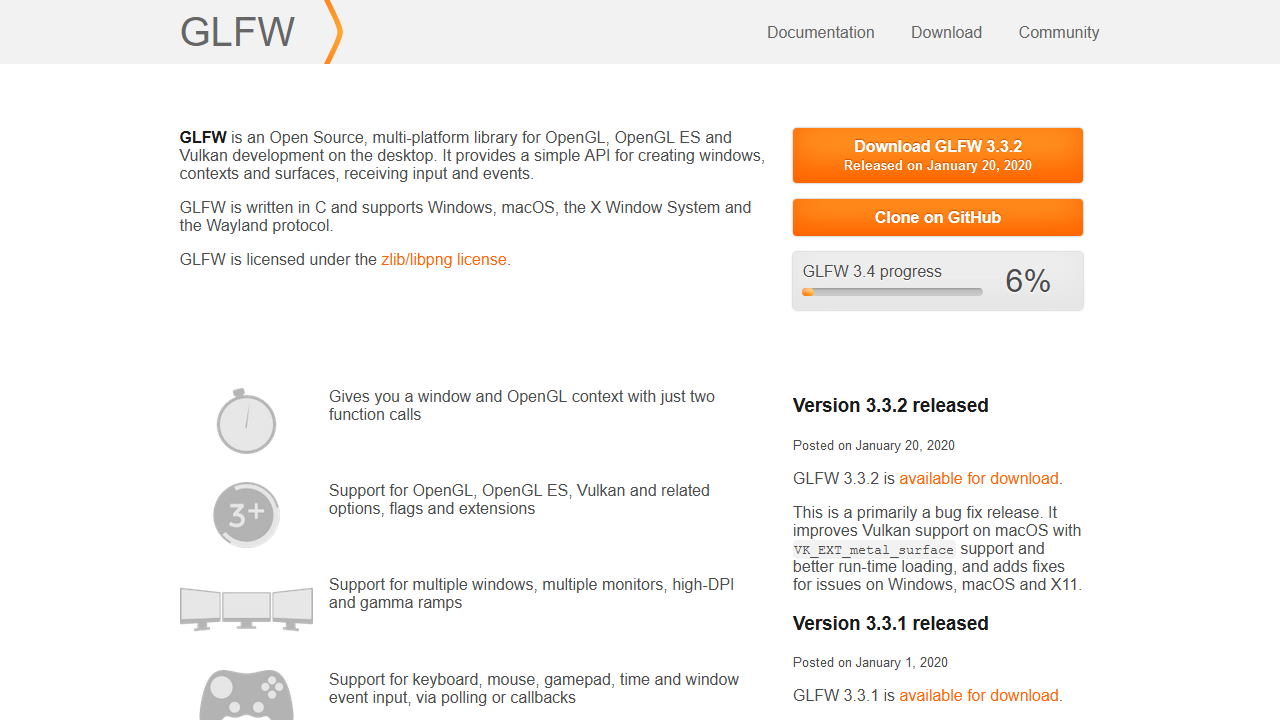 GLFW
Documentation
Download
Community
GLFW is an Open Source, multi-platform library for OpenGL, OpenGL ES and
Vulkan development on the desktop. It provides a simple API for creating windows,
contexts and surfaces, receiving input and events.
GLFW is written in C and supports Windows, macOS, the X Window System and
the Wayland protocol.
GLFW is licensed under the zlib/libpng license.
Download GLFW 3.3.2
Released on January 20, 2020
Clone on GitHub
GLFW 3.4 progress
6%
Gives you a window and OpenGL context with just two
function calls
3+
Support for OpenGL, OpenGL ES, Vulkan and related
options, flags and extensions
Support for multiple windows, multiple monitors, high-DPI
and gamma ramps
Support for keyboard, mouse, gamepad, time and window
event input, via polling or callbacks
Version 3.3.2 released
Posted on January 20, 2020
GLFW 3.3.2 is available for download.
This is a primarily a bug fix release. It
improves Vulkan support on macOS with
VK_EXT_metal_surface support and
better run-time loading, and adds fixes
for issues on Windows, macOS and X11.
Version 3.3.1 released
Posted on January 1, 2020
GLFW 3.3.1 is available for download.